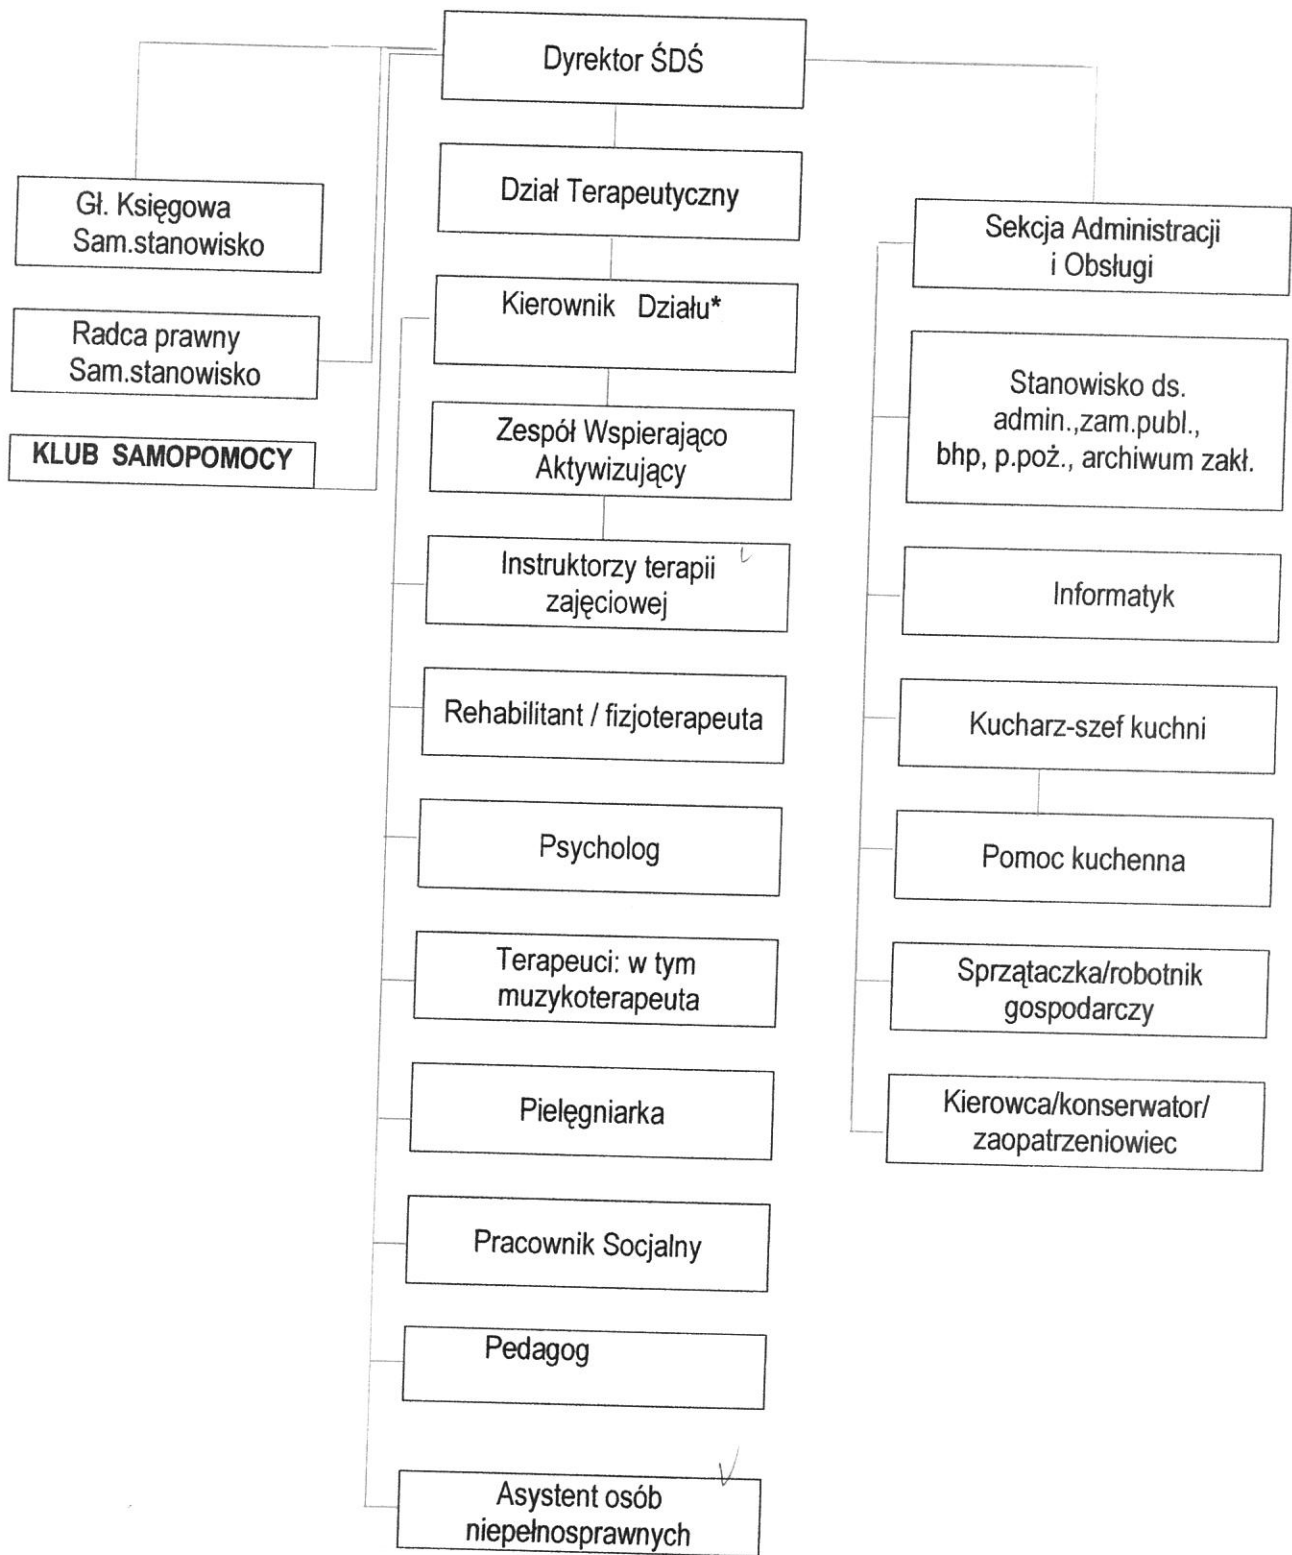 Dyrektor ŚDŚ
Dział Terapeutyczny
Gł. Księgowa
Sam.stanowisko
Radca prawny
Sam.stanowisko
KLUB SAMOPOMOCY
Kierownik Działu*
Zespół Wspierająco
Aktywizujący
Instruktorzy terapii
zajęciowej
Rehabilitant / fizjoterapeuta
Psycholog
Terapeuci: w tym
muzykoterapeuta
Pielęgniarka
Pracownik Socjalny
Pedagog
Asystent osób
niepełnosprawnych
Sekcja Administracji
i Obsługi
Stanowisko ds.
admin.,zam.publ.,
bhp, p.poż., archiwum zakł.
Informatyk
Kucharz-szef kuchni
Pomoc kuchenna
Sprzątaczka/robotnik
gospodarczy
Kierowca/konserwator/
zaopatrzeniowiec